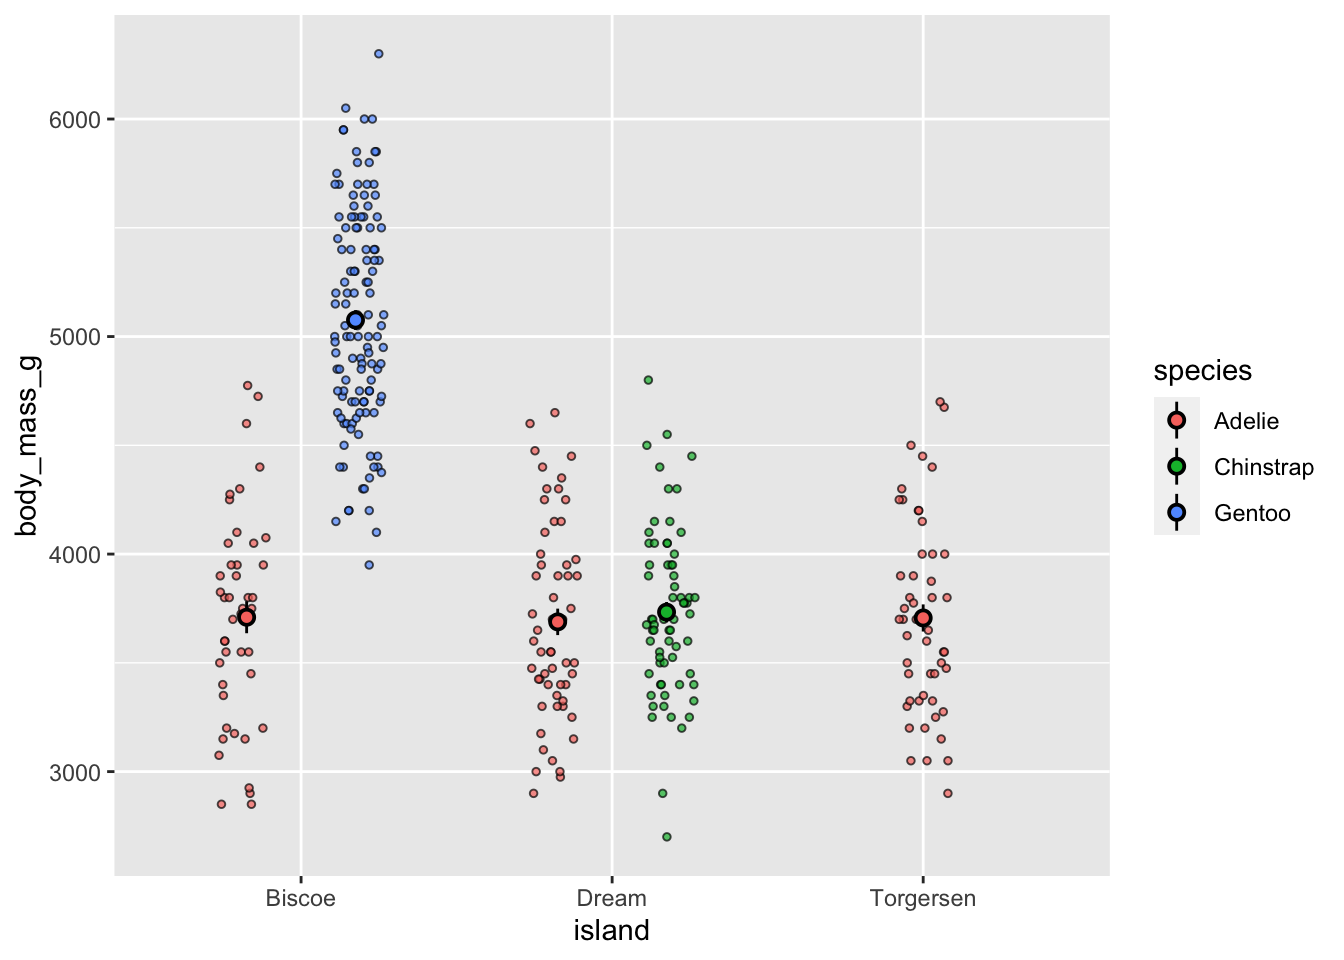 6000
5000
4000
3000
body_mass_g
Biscoe
Dream
Torgersen
island
species
Adelie
Chinstrap
Gentoo